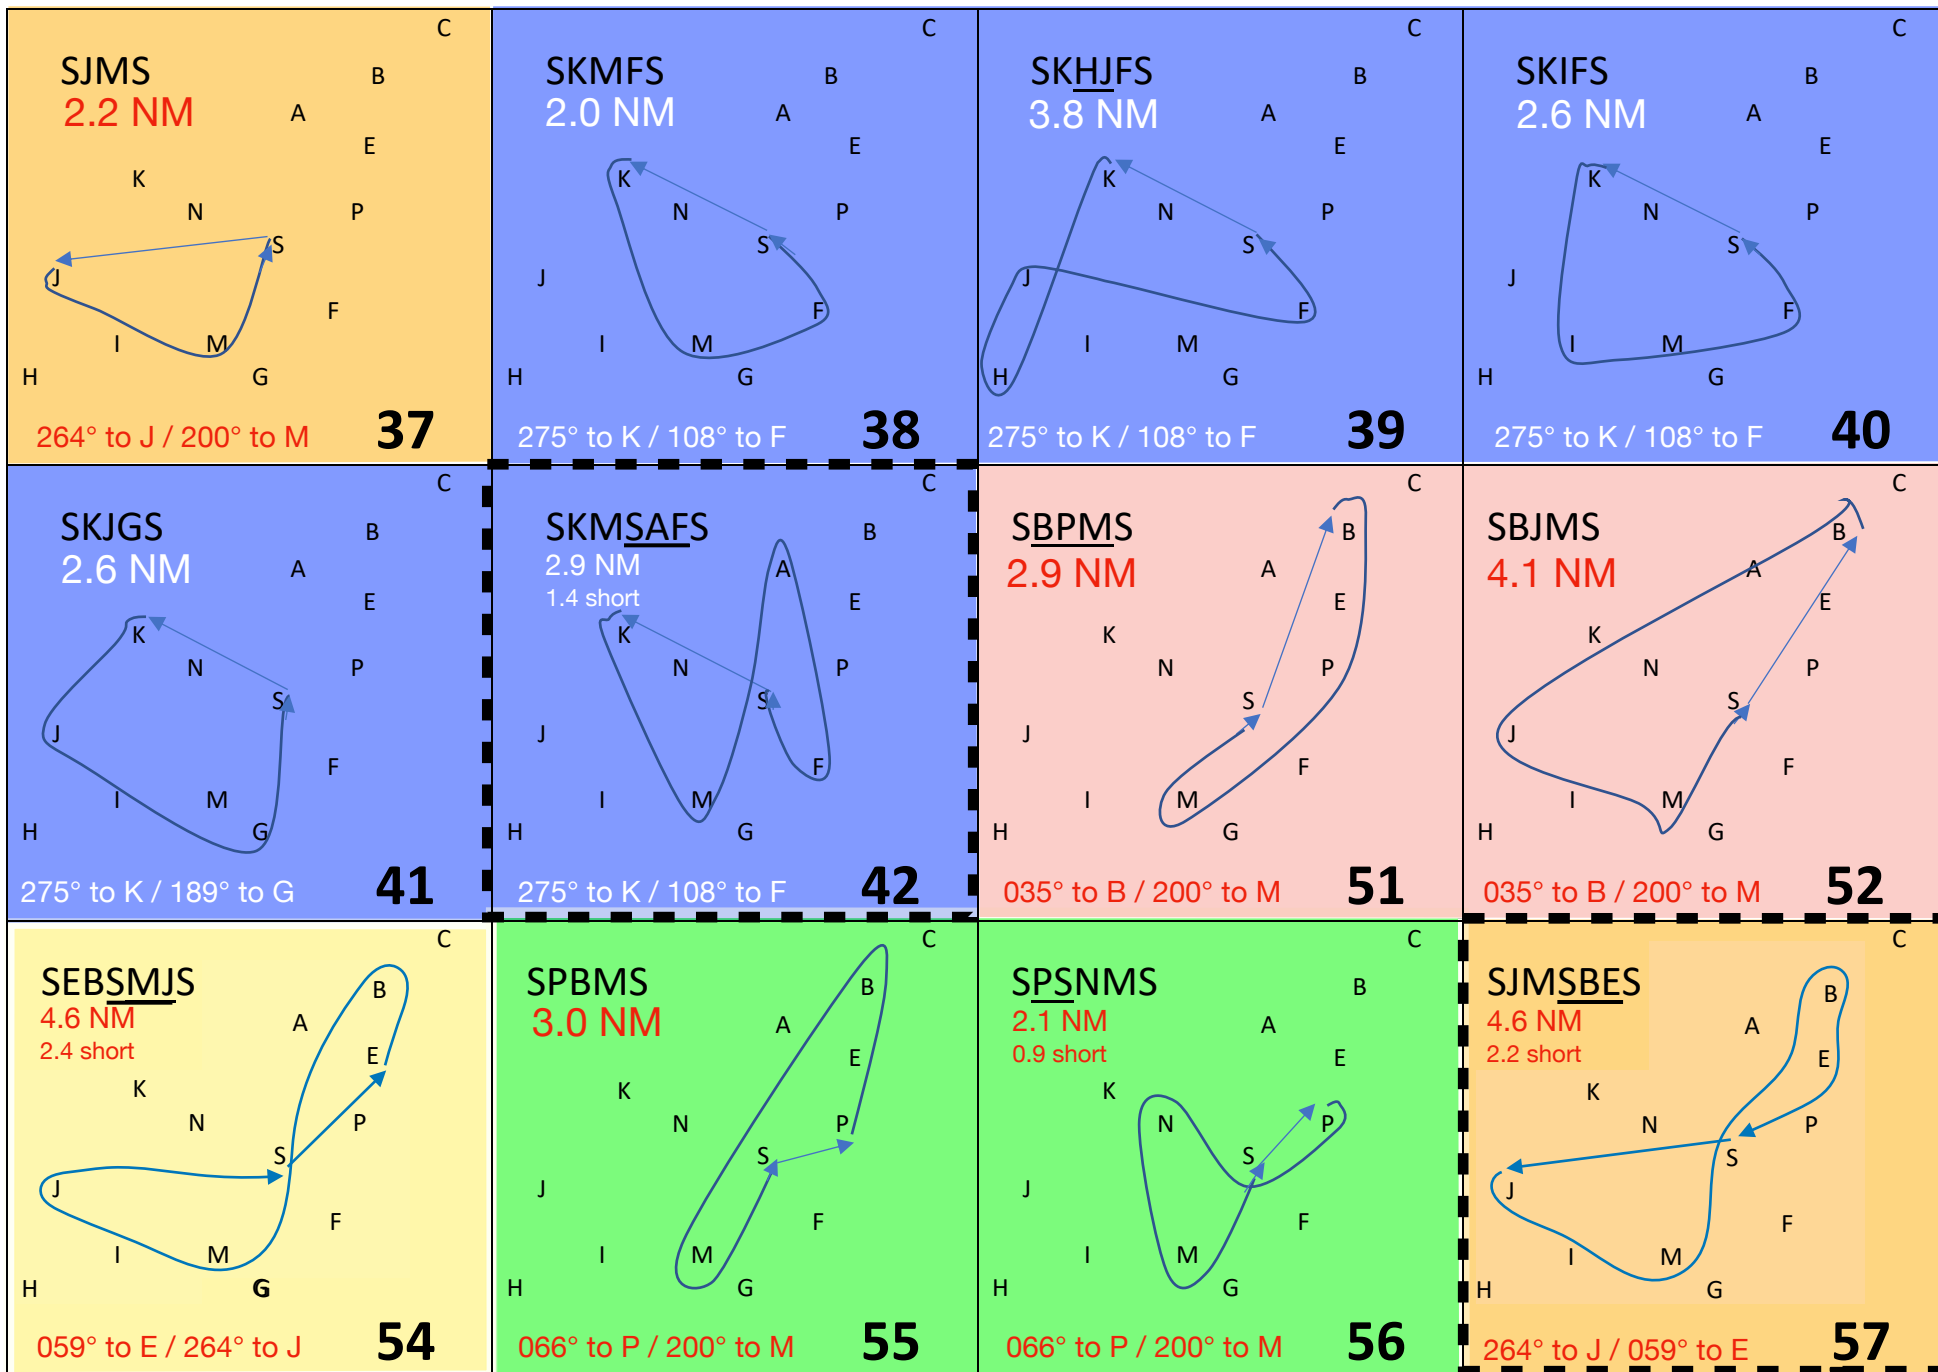 C
SJMS
B
2.2 NM
A
E
K
N
P
S
J
F
I
M
H
G
264° to J / 200° to M
37
C
SKMFS
B
2.0 NM
A
E
K
N
P
S
J
F
I
M
H
G
275° to K / 108° to F
38
C
SKHJFS
B
3.8 NM
A
E
K
N
P
S
J
F
I
M
H
G
275° to K / 108° to F
39
C
SKIFS
B
2.6 NM
A
E
K
N
P
S
J
F
I
M
H
G
275° to K / 108° to F
40
C
SKJGS
B
2.6 NM
A
E
K
N
P
S
J
F
I
M
H
G
275° to K / 189° to G
41
C
SKMSAFS
B
2.9 NM
A
1.4 short
E
K
N
P
S
J
F
I
M
H
G
275° to K / 108° to F
42
C
SBPMS
B
2.9 NM
A
E
K
N
P
S
J
F
I
M
H
G
035° to B / 200° to M
51
C
SBJMS
B
4.1 NM
A
E
K
N
P
S
J
F
I
M
H
G
035° to B / 200° to M
52
C
SEBSMJS
B
4.6 NM
A
2.4 short
E
K
N
P
S
J
F
I
M
H
G
059° to E / 264° to J
54
C
SPBMS
B
3.0 NM
A
E
K
N
P
S
J
F
I
M
H
G
066° to P / 200° to M
55
C
SPSNMS
B
2.1 NM
A
0.9 short
E
K
N
P
S
J
F
I
M
H
G
066° to P / 200° to M
56
C
SJMSBES
B
4.6 NM
A
2.2 short
E
K
N
P
S
J
F
I
M
H
G
264° to J / 059° to E
57